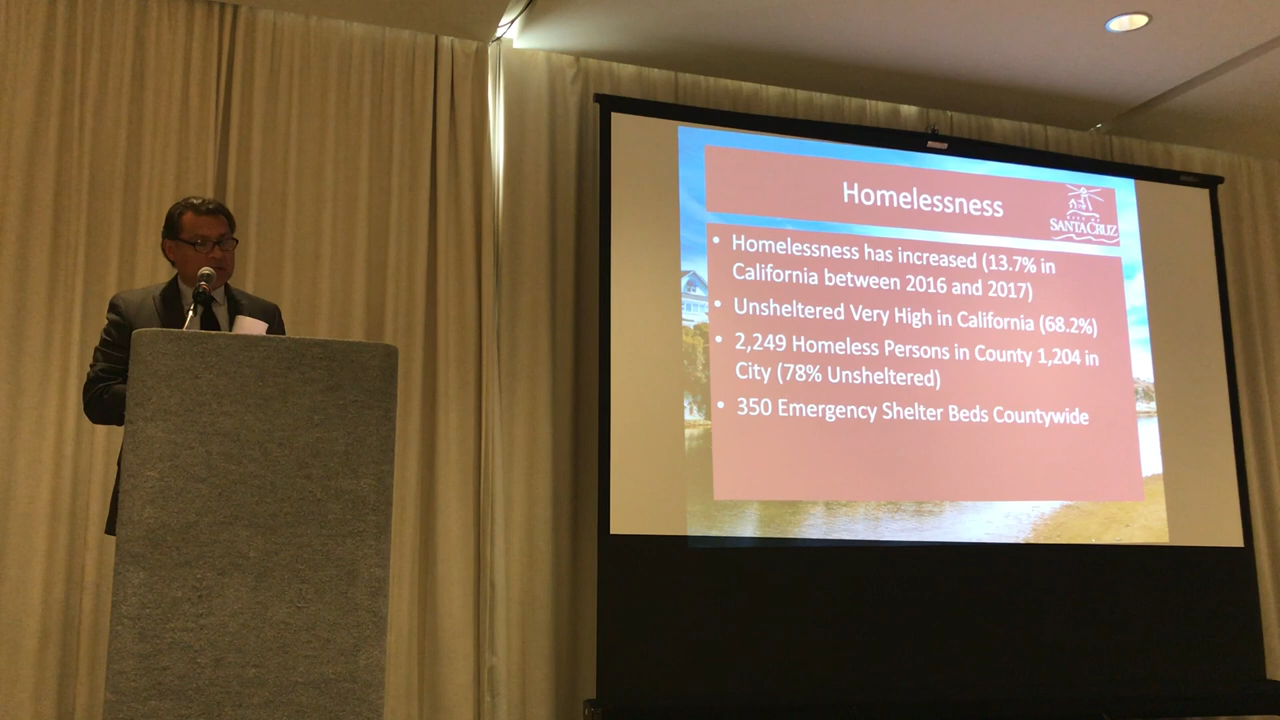 Homelessness
CITY OF
SANTA CRUZ
• Homelessness has increased (13.7% in
California between 2016 and 2017)
• Unsheltered Very High in California (68.2%)
• 2,249 Homeless Persons in County 1,204 in
City (78% Unsheltered)
• 350 Emergency Shelter Beds Countywide